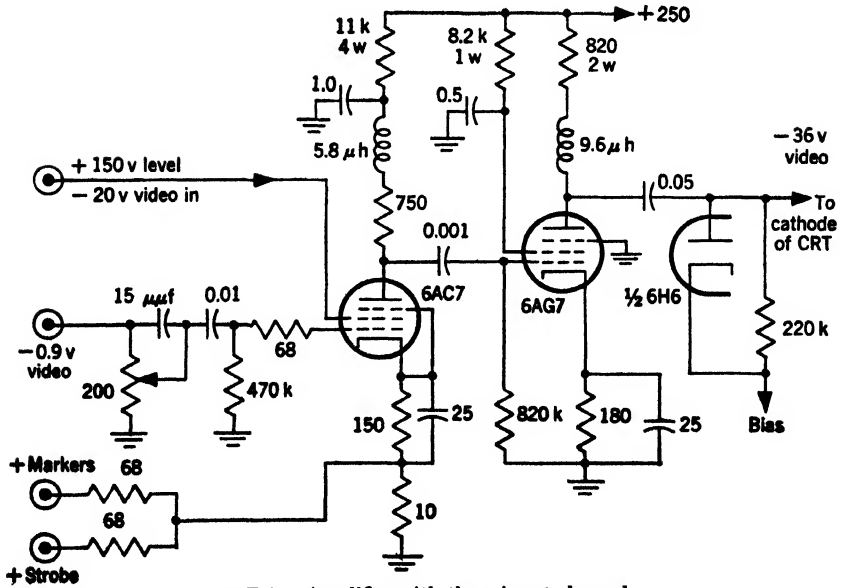 +250
11 k
4 w
8.2 k
1 w
820
2 w
1.0
0.5
5.8 μh
9.6 μh
-36 v
video
+ 150 v level
- 20 v video in
750
0.05
To
cathode
of CRT
0.001
6AC7
6AG7
½ 6H6
15 μμf
0.01
-0.9 v
video
68
220 k
200
470 k
150
25
820 k
180
25
Bias
+Markers
68
68
10
+Strobe